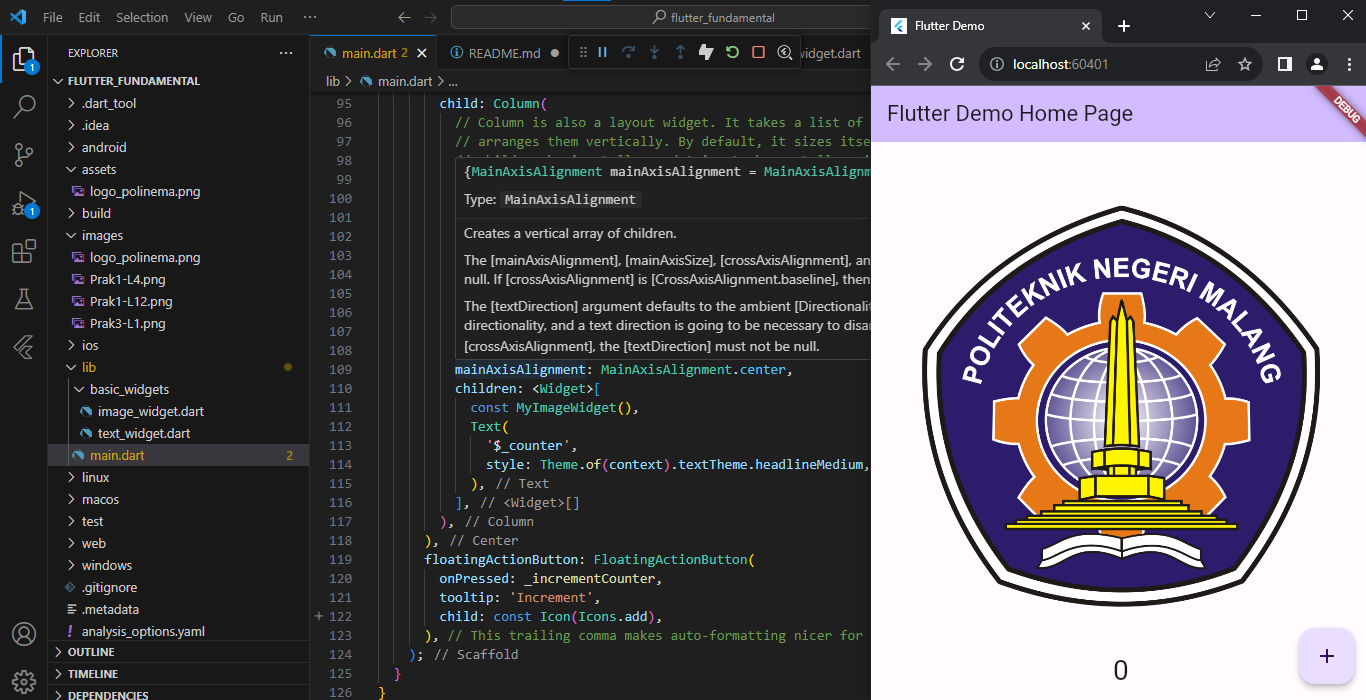 File Edit Selection View Go Run ···
flutter_fundamental
EXPLORER
FLUTTER_FUNDAMENTAL
.dart_tool
.idea
android
assets
logo_polinema.png
build
images
logo_polinema.png
Prak1-L4.png
Prak1-L12.png
Prak3-L1.png
ios
lib
basic_widgets
image_widget.dart
text_widget.dart
main.dart 2
linux
macos
test
web
windows
.gitignore
.metadata
analysis_options.yaml
OUTLINE
TIMELINE
DEPENDENCIES
1
1
main.dart 2
README.md
widget.dart
lib > main.dart > ...
95 child: Column(
96 // Column is also a layout widget. It takes a list of
97 // arranges them vertically. By default, it sizes itse
98
99
100
101
102
103
104
105
106
107
108
{MainAxisAlignment mainAxisAlignment = MainAxisAlignm
Type: MainAxisAlignment
Creates a vertical array of children.
The [mainAxisAlignment], [mainAxisSize], [crossAxisAlignment], an
null. If [crossAxisAlignment] is [CrossAxisAlignment.baseline], then
The [textDirection] argument defaults to the ambient [Directionali
directionality, and a text direction is going to be necessary to disa
[crossAxisAlignment], the [textDirection] must not be null.
109 mainAxisAlignment: MainAxisAlignment.center,
110 children: <Widget>[
111 const MyImageWidget(),
112 Text(
113 '$_counter',
114 style: Theme.of(context).textTheme.headlineMedium,
115 ), // Text
116 ], // <Widget>[]
117 ), // Column
118 ), // Center
119 floatingActionButton: FloatingActionButton(
120 onPressed: _incrementCounter,
121 tooltip: 'Increment',
122 child: const Icon(Icons.add),
123 ), // This trailing comma makes auto-formatting nicer for
124 ); // Scaffold
125 }
126 }
Flutter Demo
localhost:60401
Flutter Demo Home Page
DEBUG
POLITEKNIK NEGERI MALANG
0
+